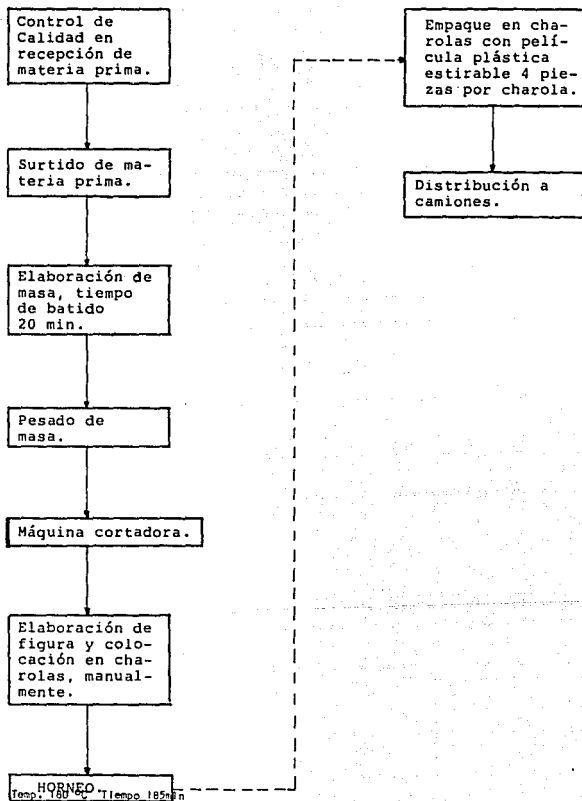 Control de
Calidad en
recepción de
materia prima.
Surtido de ma-
teria prima.
Elaboración de
masa, tiempo
de batido
20 min.
Pesado de
masa.
Máquina cortadora.
Elaboración de
figura y colo-
cación en cha-
rolas, manual-
mente.
HORNEO.
Temp. 180 °C Tiempo 185min
Empaque en cha-
rolas con pelí-
cula plástica
estirable 4 pie-
zas por charola.
Distribución a
camiones.